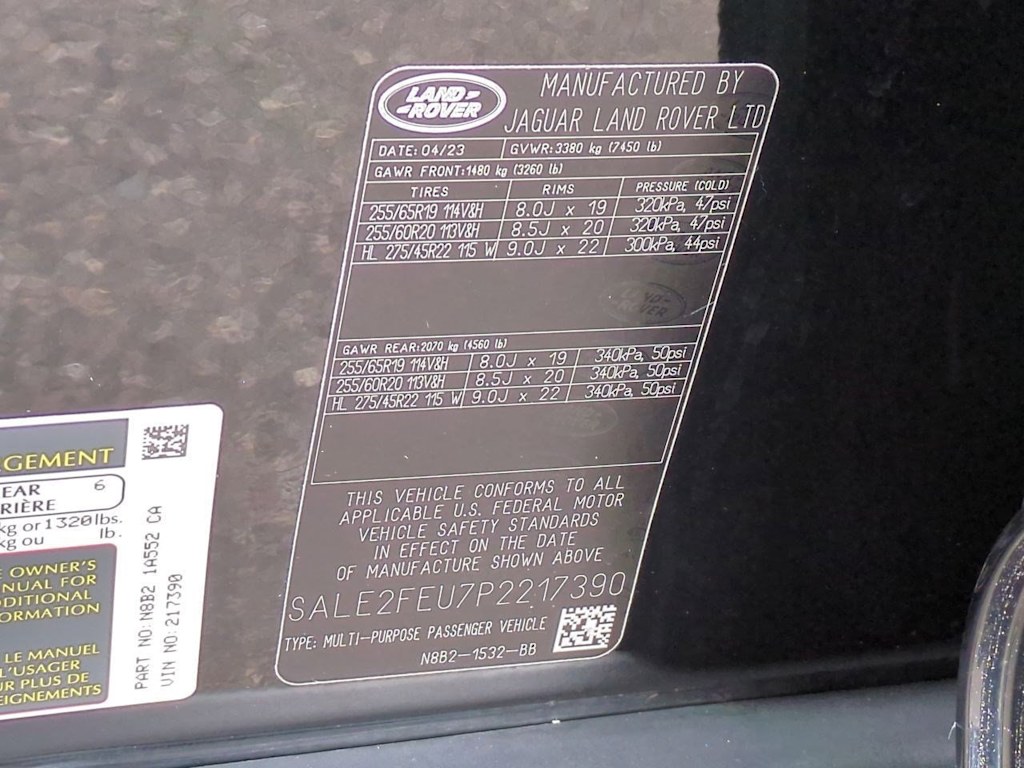 LAND-
-ROVER
MANUFACTURED BY
JAGUAR LAND ROVER LTD
DATE: 04/23 GVWR: 3380 kg (7450 lb)
GAWR FRONT: 1480 kg (3260 lb)
TIRES RIMS PRESSURE (COLD)
255/65R19 114V&H 8.0J x 19 320kPa, 47psi
255/60R20 113V&H 8.5J x 20 320kPa, 47psi
HL 275/45R22 115 W 9.0J x 22 300kPa, 44psi
GAWR REAR: 2070 kg (4560 lb)
255/65R19 114V&H 8.0J x 19 340kPa, 50psi
255/60R20 113V&H 8.5J x 20 340kPa, 50psi
HL 275/45R22 115 W 9.0J x 22 340kPa, 50psi
THIS VEHICLE CONFORMS TO ALL
APPLICABLE U.S. FEDERAL MOTOR
VEHICLE SAFETY STANDARDS
IN EFFECT ON THE DATE
OF MANUFACTURE SHOWN ABOVE
SALE2FEU7P2217390
TYPE: MULTI-PURPOSE PASSENGER VEHICLE
N8B2-1532-BB
GEMENT
EAR 6
RIÈRE
kg or 1320 lbs.
kg ou lb.
E OWNER'S
NUAL FOR
DDITIONAL
ORMATION
LE MANUEL
L'USAGER
UR PLUS DE
EIGNEMENTS
PART NO: N8B2 1A552 CA
VIN NO: 217390